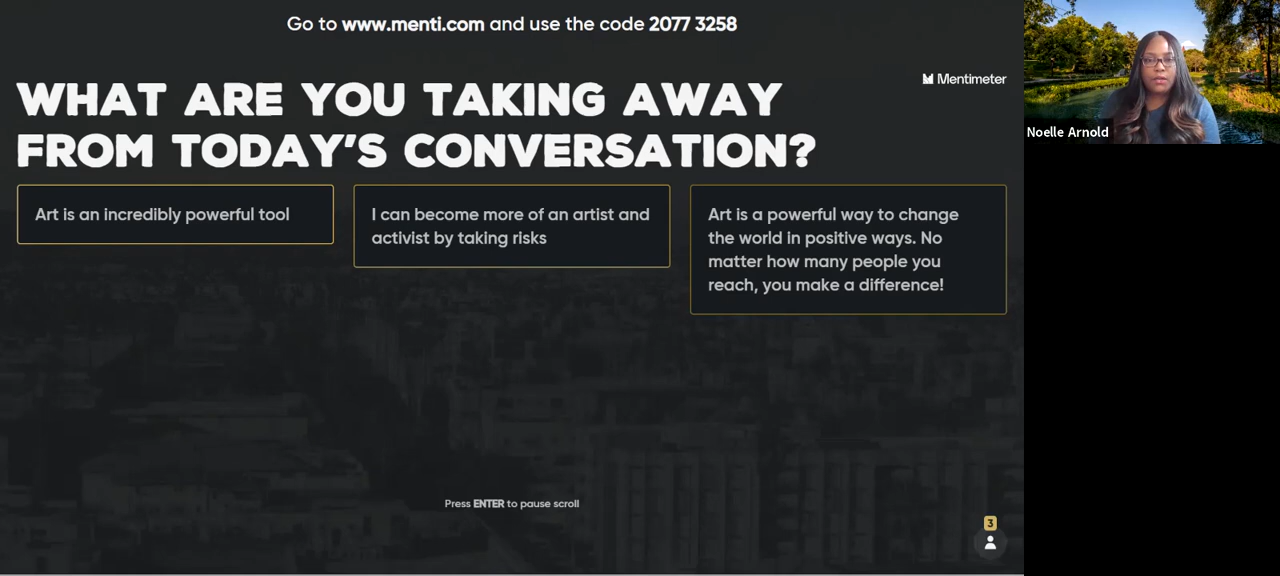 Go to www.menti.com and use the code 2077 3258
Mentimeter
WHAT ARE YOU TAKING AWAY
FROM TODAY'S CONVERSATION?
Noelle Arnold
Art is an incredibly powerful tool
I can become more of an artist and
activist by taking risks
Art is a powerful way to change
the world in positive ways. No
matter how many people you
reach, you make a difference!
Press ENTER to pause scroll
3